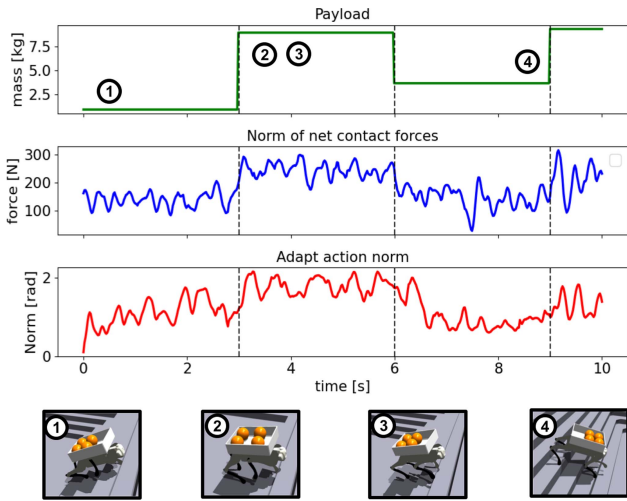 Payload
mass [kg]
7.5
5.0
2.5
1
2
3
4
Norm of net contact forces
force [N]
300
200
100
Adapt action norm
Norm [rad]
2
0
0 2 4 6 8 10
time [s]
1 2 3 4